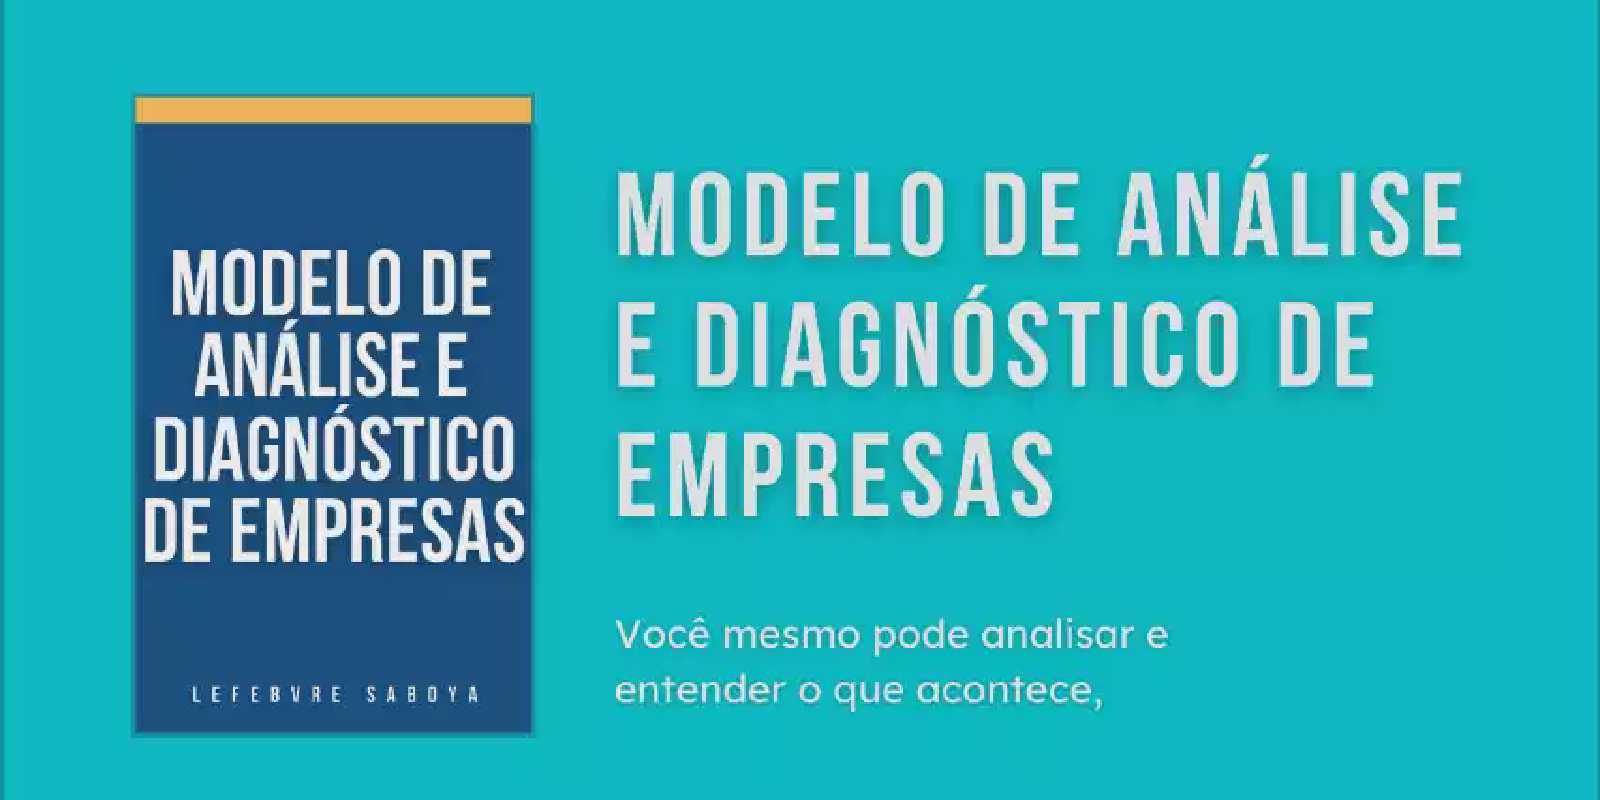 MODELO DE
ANÁLISE E
DIAGNÓSTICO
DE EMPRESAS
LEFEBVRE SABOYA
MODELO DE ANÁLISE
E DIAGNÓSTICO DE
EMPRESAS
Você mesmo pode analisar e
entender o que acontece,